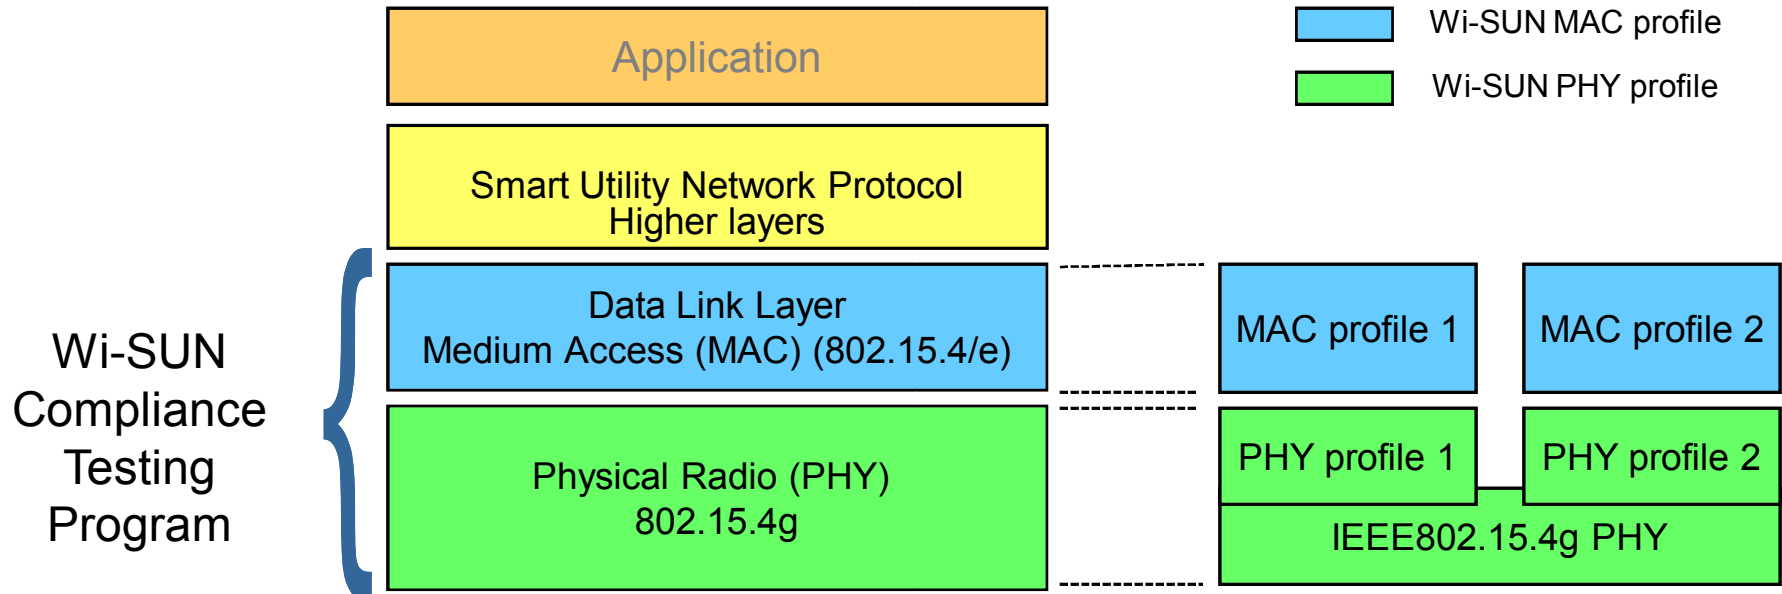 Application
Wi-SUN MAC profile
Wi-SUN PHY profile
Smart Utility Network Protocol
Higher layers
Wi-SUN
Compliance
Testing
Program
Data Link Layer
Medium Access (MAC) (802.15.4/e)
Physical Radio (PHY)
802.15.4g
MAC profile 1
MAC profile 2
PHY profile 1
PHY profile 2
IEEE802.15.4g PHY